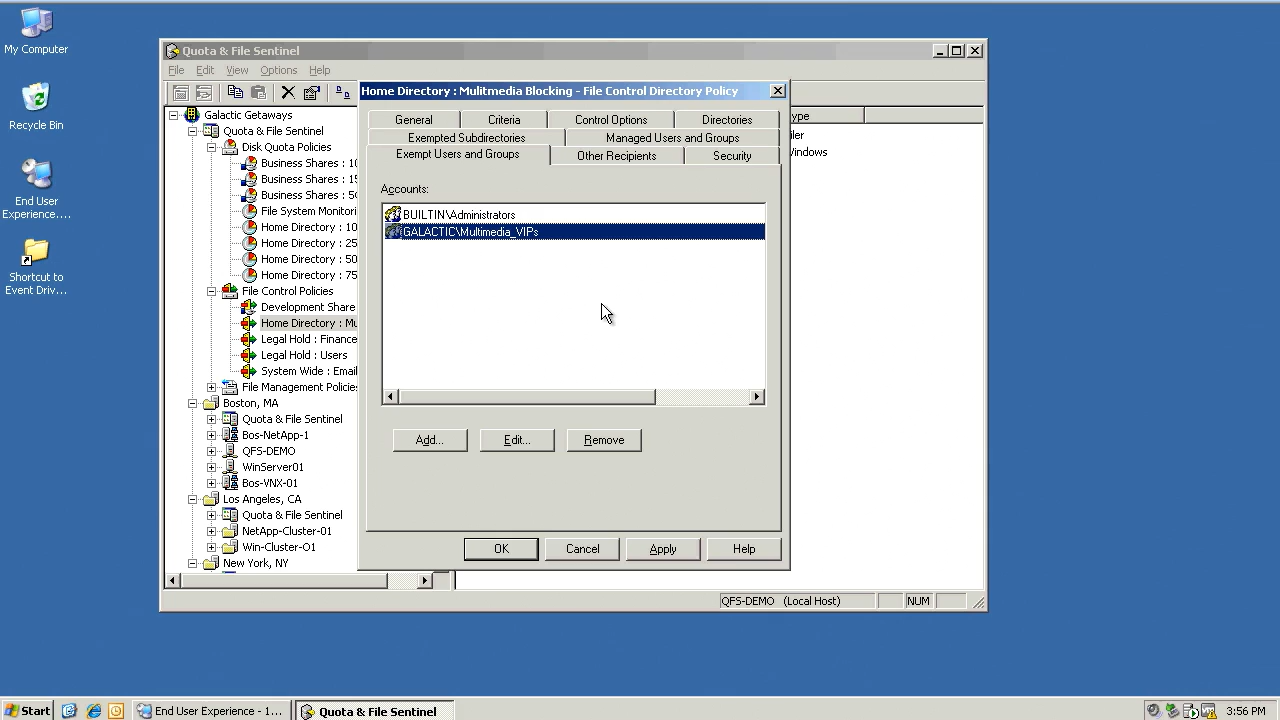 My Computer
Recycle Bin
End User
Experience....
Shortcut to
Event Driv...
Quota & File Sentinel
File Edit View Options Help
Galactic Getaways
Quota & File Sentinel
Disk Quota Policies
Business Shares : 10
Business Shares : 15
Business Shares : 50
File System Monitori
Home Directory : 10
Home Directory : 25
Home Directory : 50
Home Directory : 75
File Control Policies
Development Share
Home Directory : Mu
Legal Hold : Finance
Legal Hold : Users
System Wide : Email
File Management Policies
Boston, MA
Quota & File Sentinel
Bos-NetApp-1
QFS-DEMO
WinServer01
Bos-VNX-01
Los Angeles, CA
Quota & File Sentinel
NetApp-Cluster-01
Win-Cluster-O1
New York, NY
ype
iler
Windows
Home Directory : Mulitmedia Blocking - File Control Directory Policy
General Criteria Control Options Directories
Exempted Subdirectories Managed Users and Groups
Exempt Users and Groups Other Recipients Security
Accounts:
BUILTIN\Administrators
GALACTIC\Multimedia_VIPs
Add... Edit... Remove
OK Cancel Apply Help
QFS-DEMO (Local Host) NUM
Start End User Experience - 1... Quota & File Sentinel 3:56 PM